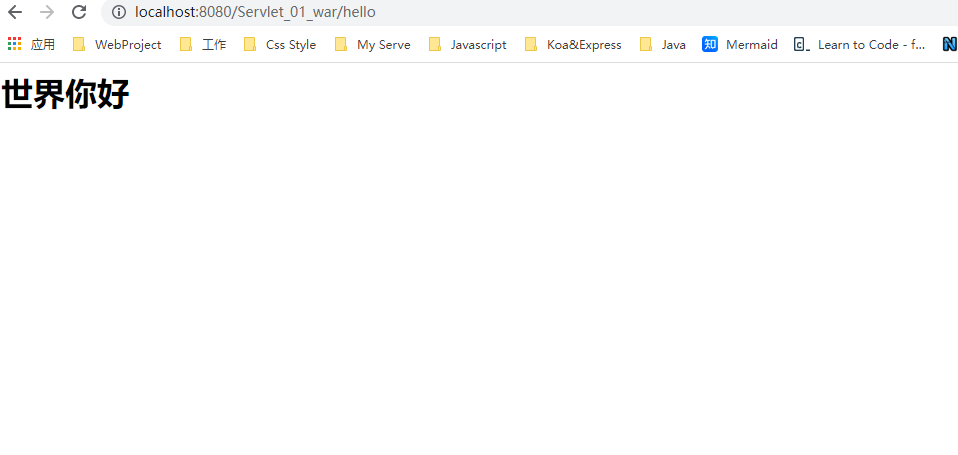 localhost:8080/Servlet_01_war/hello
应用 WebProject 工作 Css Style My Serve Javascript Koa&Express Java 知 Mermaid Learn to Code - f...
世界你好